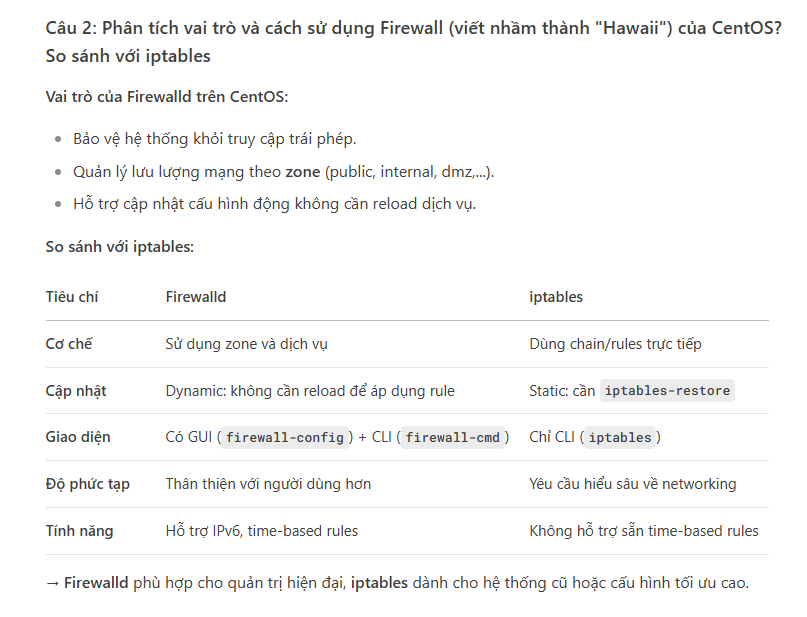 Câu 2: Phân tích vai trò và cách sử dụng Firewall (viết nhầm thành "Hawaii") của CentOS?
So sánh với iptables
Vai trò của Firewalld trên CentOS:
• Bảo vệ hệ thống khỏi truy cập trái phép.
• Quản lý lưu lượng mạng theo zone (public, internal, dmz,...).
• Hỗ trợ cập nhật cấu hình động không cần reload dịch vụ.
So sánh với iptables:
Tiêu chí Firewalld iptables
Cơ chế Sử dụng zone và dịch vụ Dùng chain/rules trực tiếp
Cập nhật Dynamic: không cần reload để áp dụng rule Static: cần iptables-restore
Giao diện Có GUI (firewall-config) + CLI (firewall-cmd) Chỉ CLI (iptables)
Độ phức tạp Thân thiện với người dùng hơn Yêu cầu hiểu sâu về networking
Tính năng Hỗ trợ IPv6, time-based rules Không hỗ trợ sẵn time-based rules
→ Firewalld phù hợp cho quản trị hiện đại, iptables dành cho hệ thống cũ hoặc cấu hình tối ưu cao.